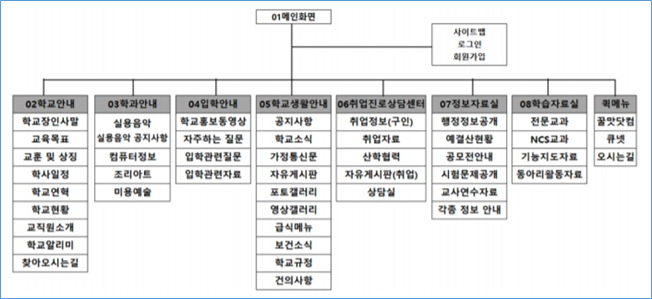 01메인화면
사이트맵
로그인
회원가입
02학교안내
학교장인사말
교육목표
교훈 및 상징
학사일정
학교연혁
학교현황
교직원소개
학교알리미
찾아오시는길
03학과안내
실용음악
실용음악 공지사항
컴퓨터정보
조리아트
미용예술
04입학안내
학교홍보동영상
자주하는 질문
입학관련질문
입학관련자료
05학교생활안내
공지사항
학교소식
가정통신문
자유게시판
포토갤러리
영상갤러리
급식메뉴
보건소식
학교규정
건의사항
06취업진로상담센터
취업정보(구인)
취업자료
산학협력
자유게시판(취업)
상담실
07정보자료실
행정정보공개
예결산현황
공모전안내
시험문제공개
교사연수자료
각종 정보 안내
08학습자료실
전문교과
NCS교과
기능지도자료
동아리활동자료
퀵메뉴
꿀맛닷컴
큐넷
오시는길